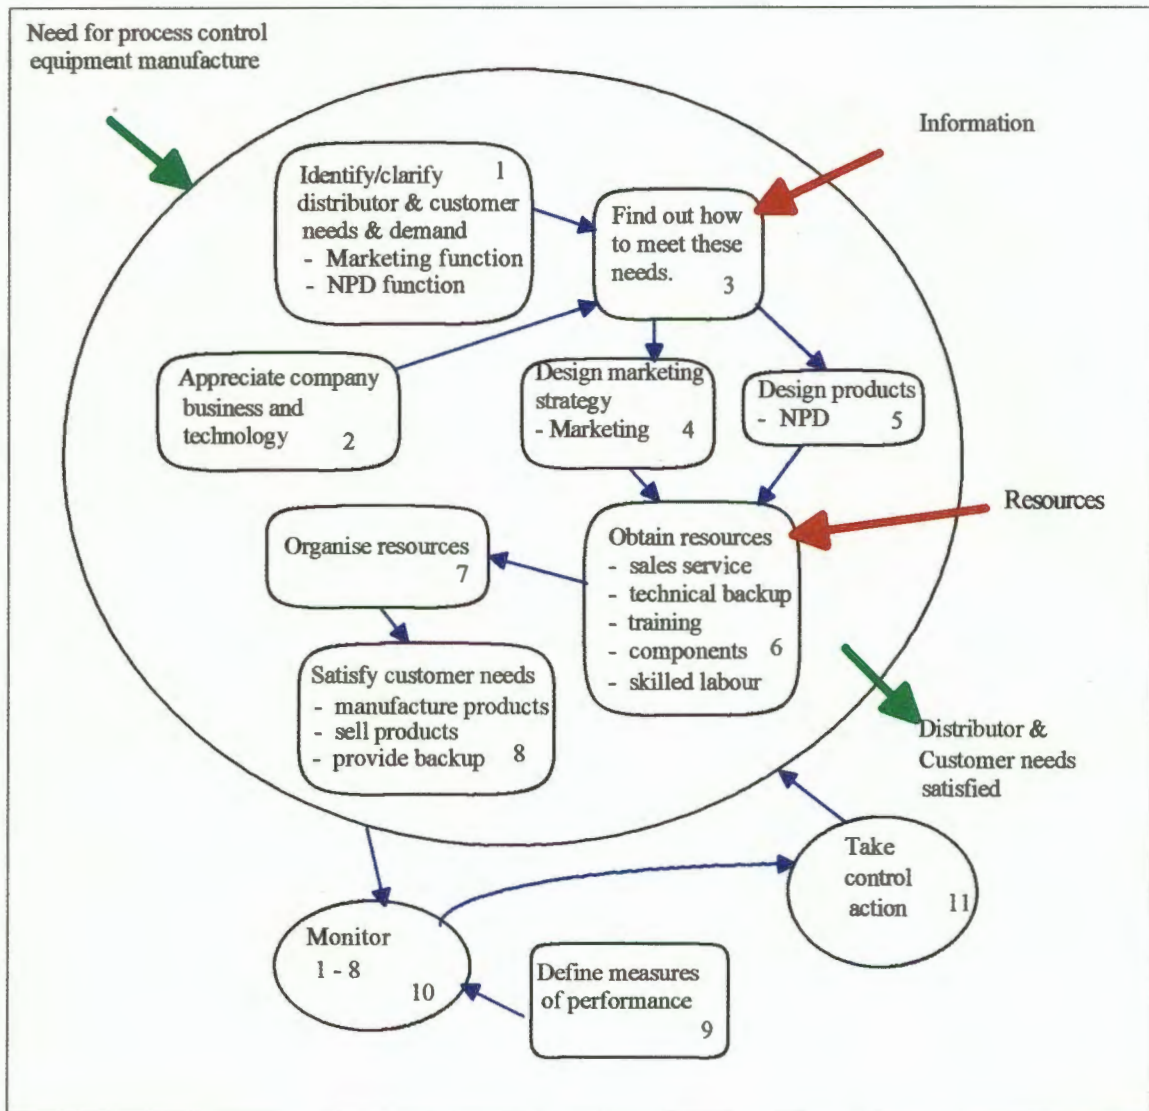 Need for process control
equipment manufacture
Information
1
Identify/clarify
distributor & customer
needs & demand
- Marketing function
- NPD function
Find out how
to meet these
needs.
3
Appreciate company
business and
technology
2
Design marketing
strategy
- Marketing
4
Design products
- NPD
5
Resources
Organise resources
7
Obtain resources
- sales service
- technical backup
- training
- components
6
- skilled labour
Satisfy customer needs
- manufacture products
- sell products
- provide backup
8
Distributor &
Customer needs
satisfied
Take
control
action
11
Monitor
1 - 8
10
Define measures
of performance
9